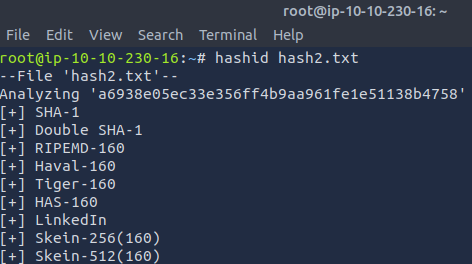 root@ip-10-10-230-16: ~
File Edit View Search Terminal Help
root@ip-10-10-230-16:~# hashid hash2.txt
--File 'hash2.txt'--
Analyzing 'a6938e05ec33e356ff4b9aa961fe1e51138b4758'
[+] SHA-1
[+] Double SHA-1
[+] RIPEMD-160
[+] Haval-160
[+] Tiger-160
[+] HAS-160
[+] LinkedIn
[+] Skein-256(160)
[+] Skein-512(160)